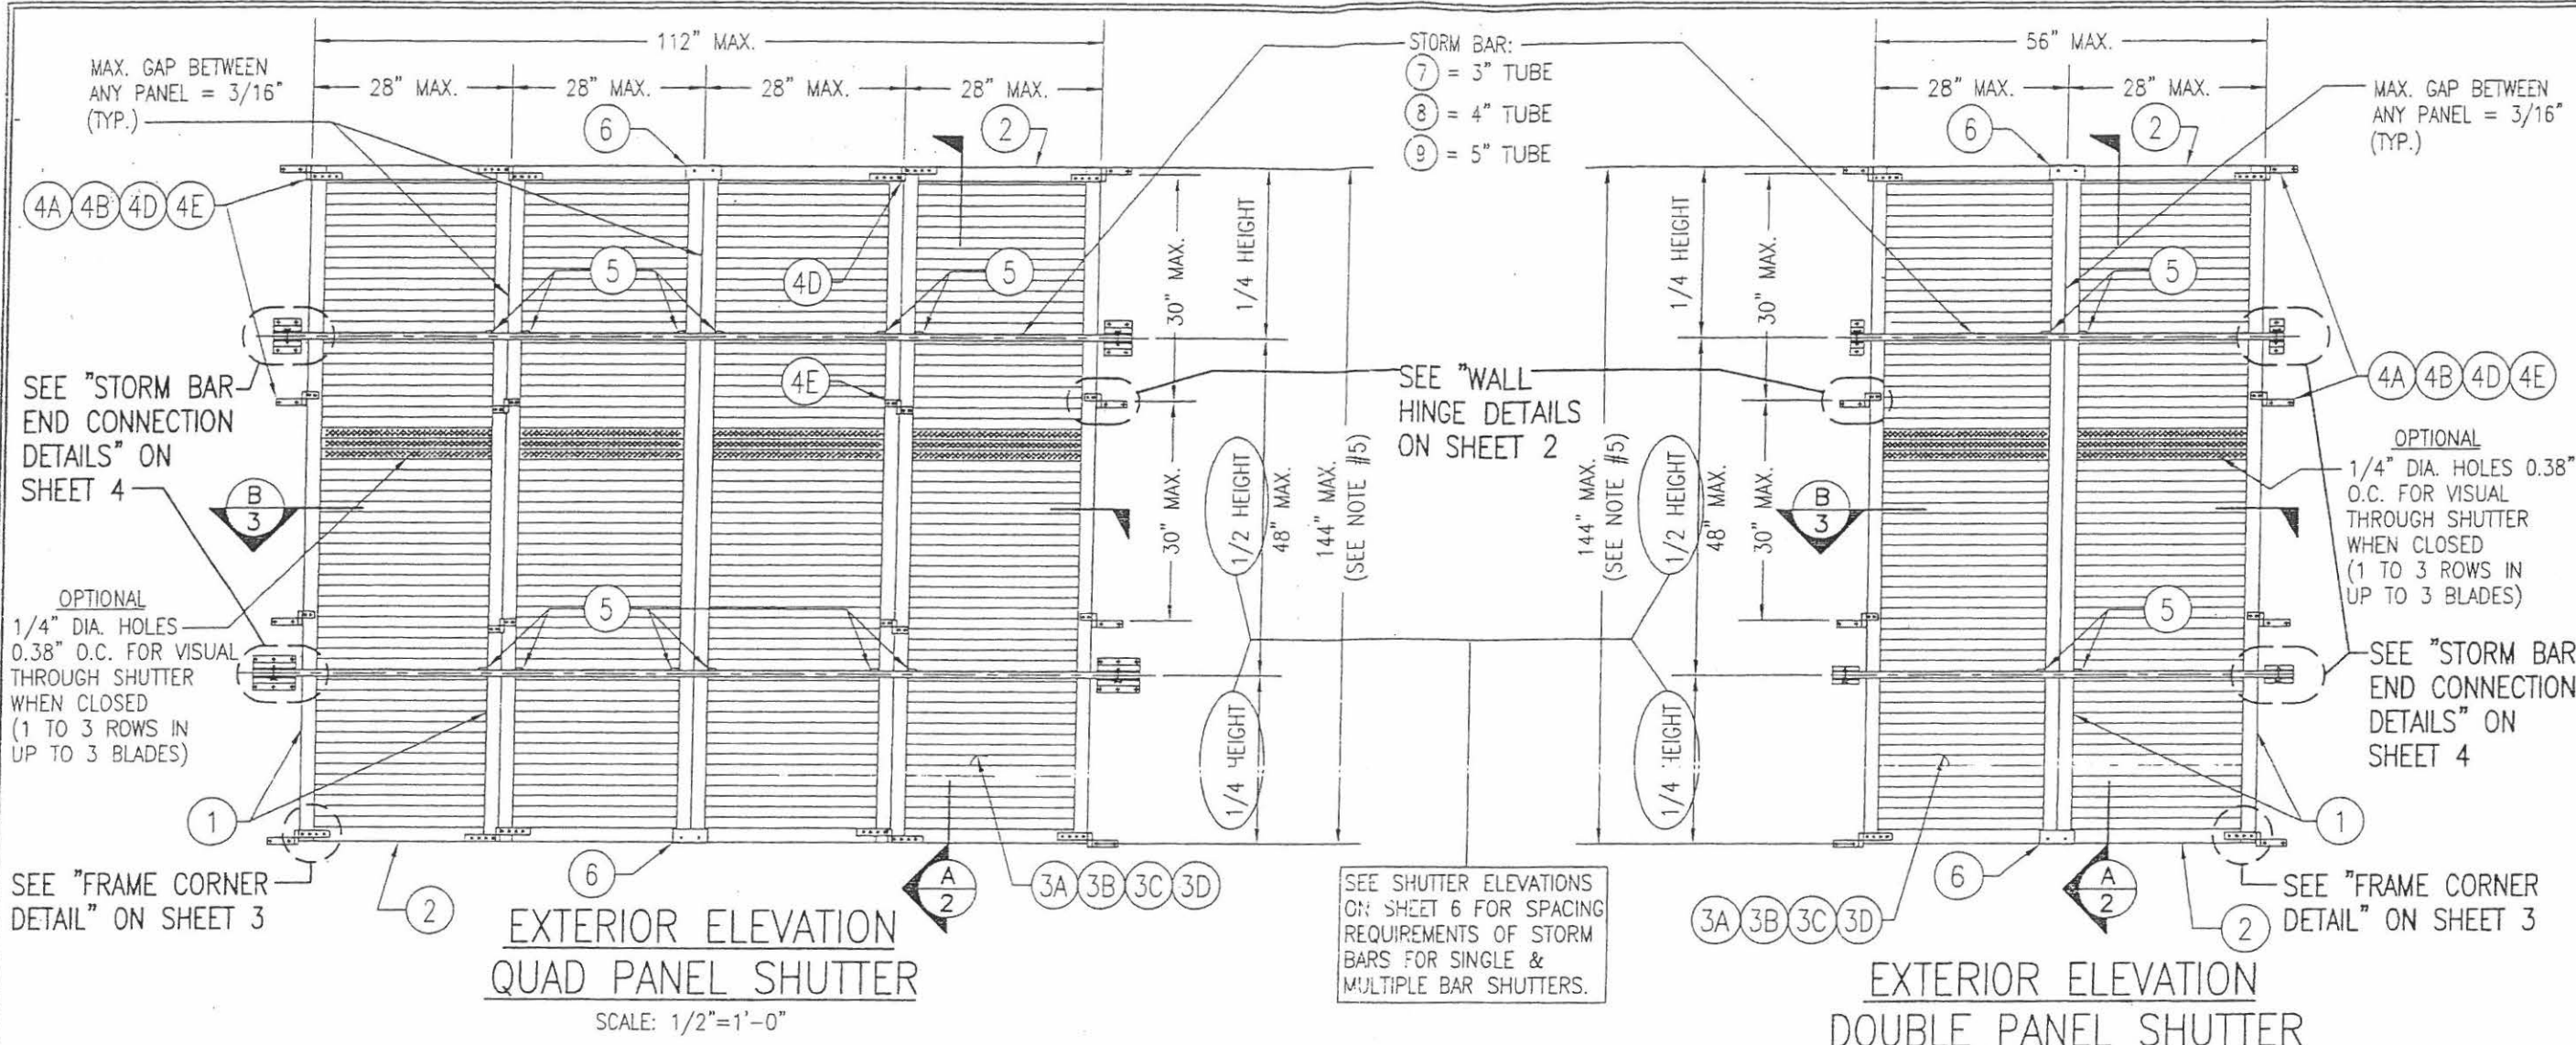 112" MAX.
MAX. GAP BETWEEN
ANY PANEL = 3/16"
(TYP.)
28" MAX.
28" MAX.
28" MAX.
28" MAX.
6
2
STORM BAR:
7 = 3" TUBE
8 = 4" TUBE
9 = 5" TUBE
56" MAX.
28" MAX.
28" MAX.
6
2
MAX. GAP BETWEEN
ANY PANEL = 3/16"
(TYP.)
4A 4B 4D 4E
5
4D
5
30" MAX.
1/4 HEIGHT
1/4 HEIGHT
30" MAX.
5
SEE "STORM BAR
END CONNECTION
DETAILS" ON
SHEET 4
4E
SEE "WALL
HINGE DETAILS
ON SHEET 2
4A 4B 4D 4E
B
3
30" MAX.
1/2 HEIGHT
48" MAX.
144" MAX.
(SEE NOTE #5)
144" MAX.
(SEE NOTE #5)
1/2 HEIGHT
48" MAX.
30" MAX.
B
3
OPTIONAL
1/4" DIA. HOLES 0.38"
O.C. FOR VISUAL
THROUGH SHUTTER
WHEN CLOSED
(1 TO 3 ROWS IN
UP TO 3 BLADES)
OPTIONAL
1/4" DIA. HOLES
0.38" O.C. FOR VISUAL
THROUGH SHUTTER
WHEN CLOSED
(1 TO 3 ROWS IN
UP TO 3 BLADES)
5
5
SEE "STORM BAR
END CONNECTION
DETAILS" ON
SHEET 4
1/4 HEIGHT
1/4 HEIGHT
1
1
SEE "FRAME CORNER
DETAIL" ON SHEET 3
2
6
A
2
3A 3B 3C 3D
SEE SHUTTER ELEVATIONS
ON SHEET 6 FOR SPACING
REQUIREMENTS OF STORM
BARS FOR SINGLE &
MULTIPLE BAR SHUTTERS.
3A 3B 3C 3D
6
A
2
2
SEE "FRAME CORNER
DETAIL" ON SHEET 3
EXTERIOR ELEVATION
QUAD PANEL SHUTTER
SCALE: 1/2"=1'-0"
EXTERIOR ELEVATION
DOUBLE PANEL SHUTTER